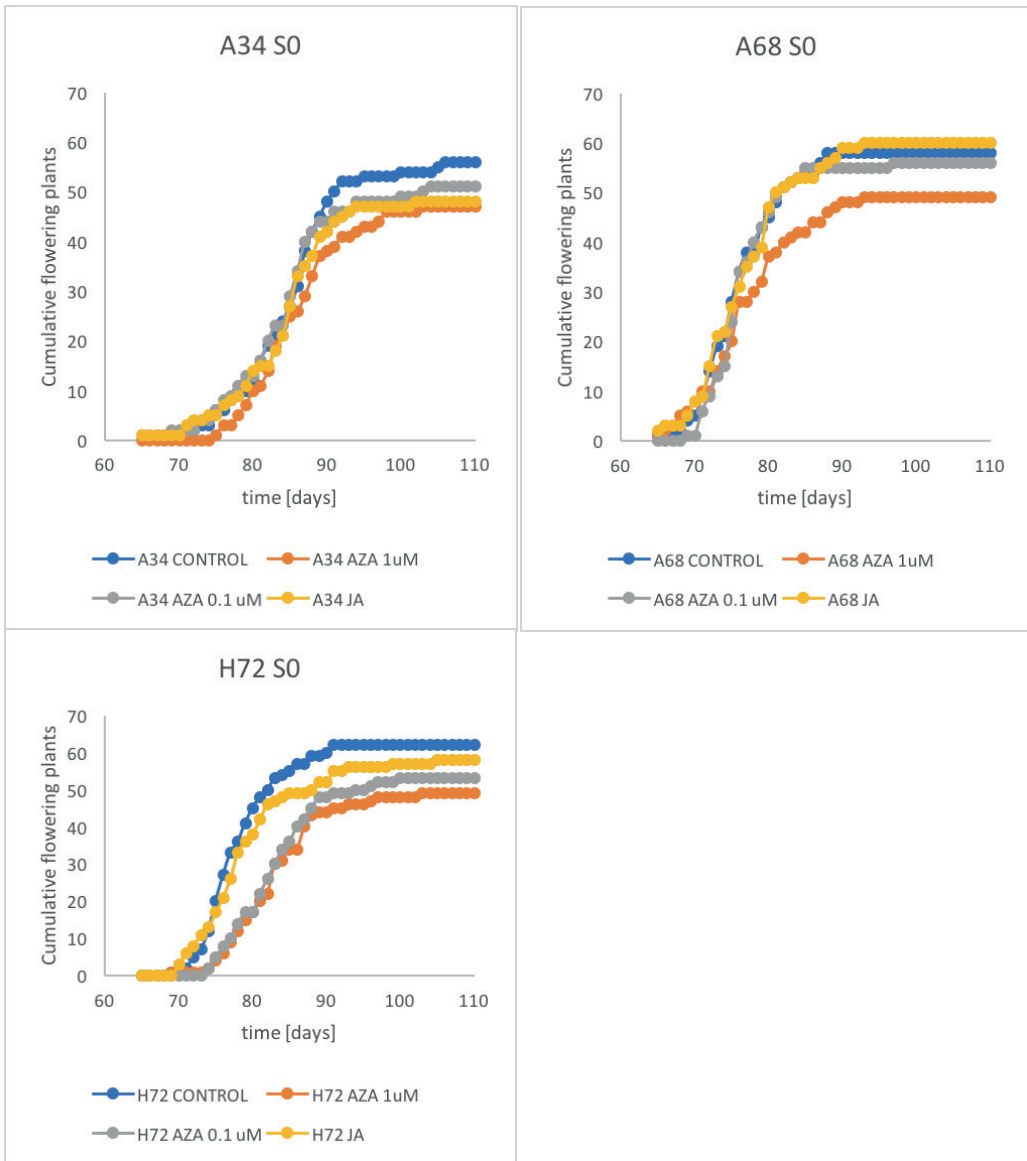 A34 S0
Cumulative flowering plants
70
60
50
40
30
20
10
0
60 70 80 90 100 110
time [days]
A34 CONTROL A34 AZA 1uM
A34 AZA 0.1 uM A34 JA
A68 S0
Cumulative flowering plants
70
60
50
40
30
20
10
0
60 70 80 90 100 110
time [days]
A68 CONTROL A68 AZA 1uM
A68 AZA 0.1 uM A68 JA
H72 S0
Cumulative flowering plants
70
60
50
40
30
20
10
0
60 70 80 90 100 110
time [days]
H72 CONTROL H72 AZA 1uM
H72 AZA 0.1 uM H72 JA